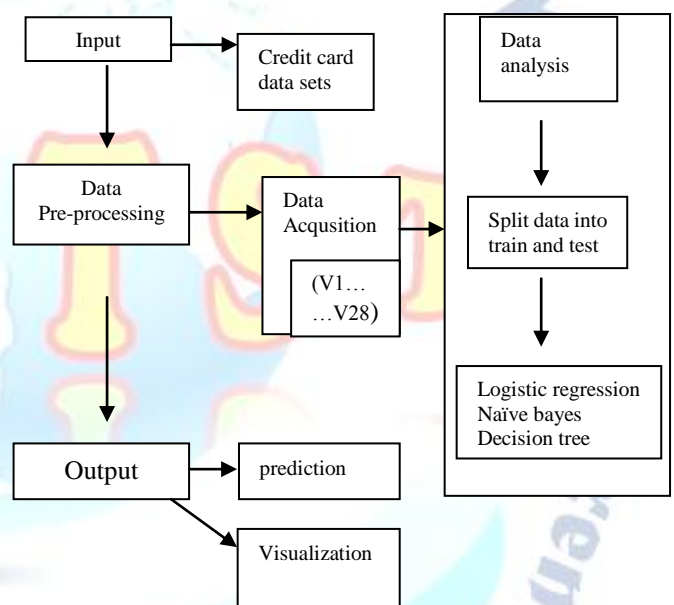 Input
Credit card
data sets
Data
analysis
Data
Pre-processing
Data
Acqusition
(V1…
…V28)
Split data into
train and test
Logistic regression
Naïve bayes
Decision tree
Output
prediction
Visualization